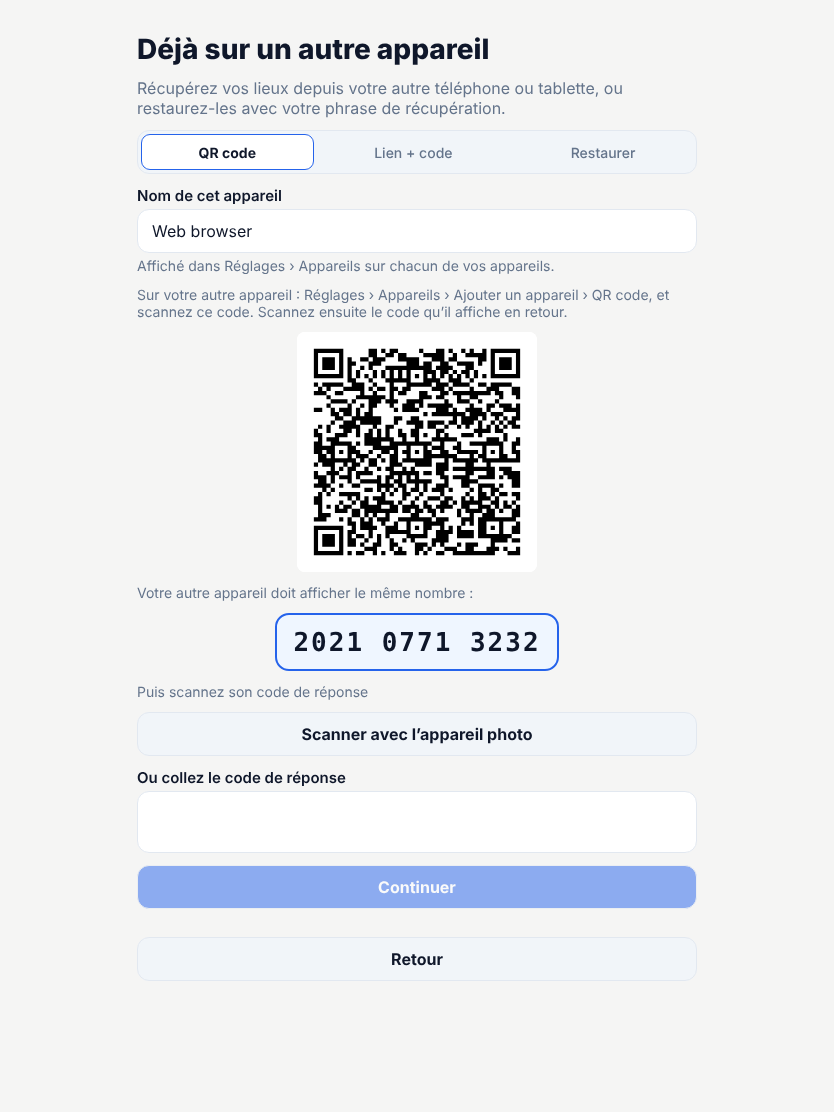 Déjà sur un autre appareil
Récupérez vos lieux depuis votre autre téléphone ou tablette, ou
restaurez-les avec votre phrase de récupération.
QR code
Lien + code
Restaurer
Nom de cet appareil
Web browser
Affiché dans Réglages › Appareils sur chacun de vos appareils.
Sur votre autre appareil : Réglages › Appareils › Ajouter un appareil › QR code, et
scannez ce code. Scannez ensuite le code qu’il affiche en retour.
Votre autre appareil doit afficher le même nombre :
2021 0771 3232
Puis scannez son code de réponse
Scanner avec l’appareil photo
Ou collez le code de réponse
Continuer
Retour